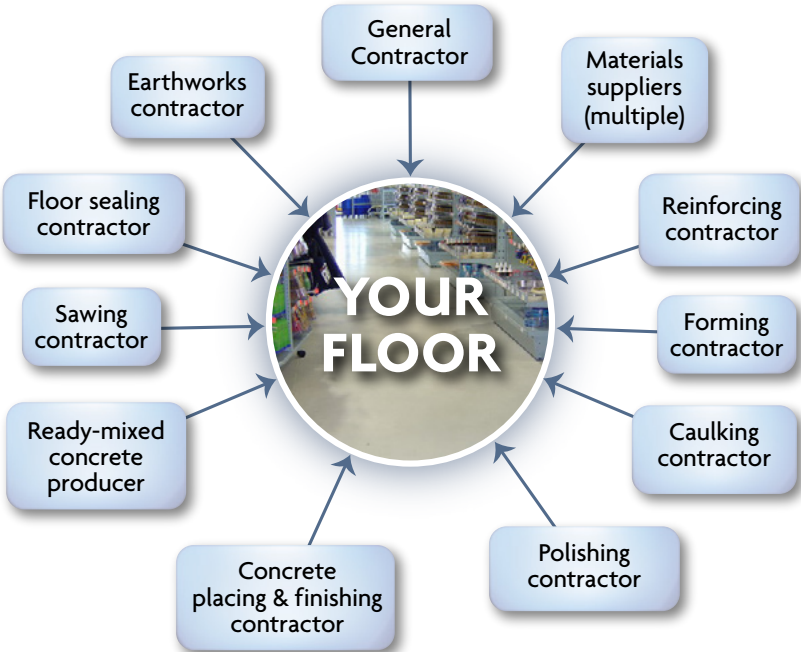 General
Contractor
Materials
suppliers
(multiple)
Reinforcing
contractor
Forming
contractor
Caulking
contractor
Polishing
contractor
Concrete
placing & finishing
contractor
Ready-mixed
concrete
producer
Sawing
contractor
Floor sealing
contractor
Earthworks
contractor
YOUR
FLOOR